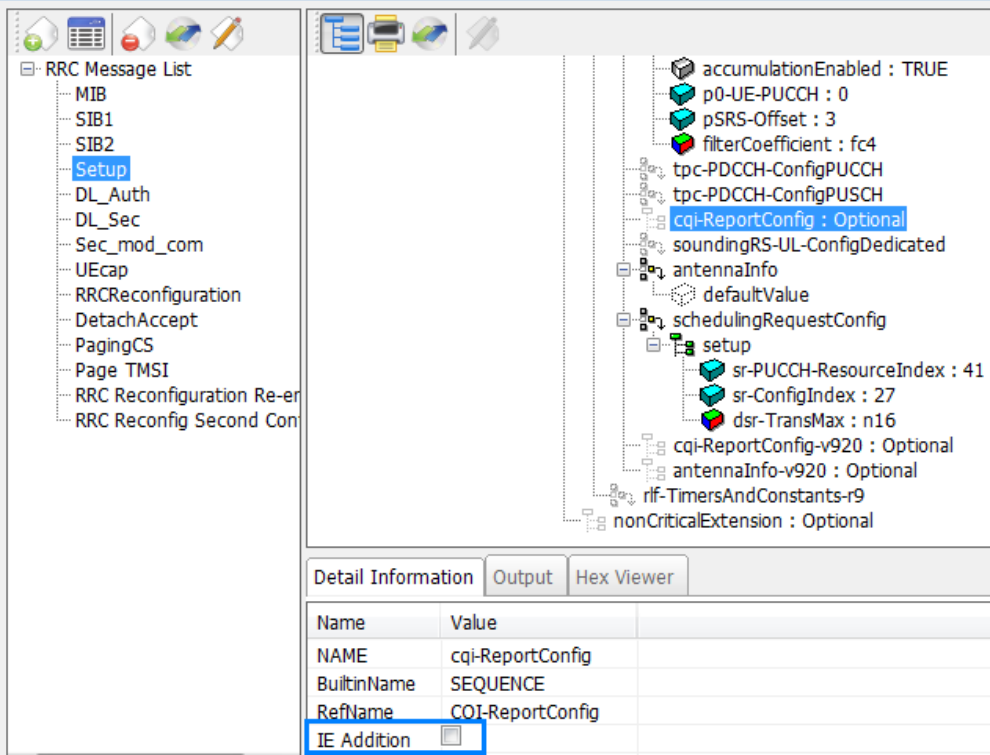 RRC Message List
MIB
SIB1
SIB2
Setup
DL_Auth
DL_Sec
Sec_mod_com
UEcap
RRCReconfiguration
DetachAccept
PagingCS
Page TMSI
RRC Reconfiguration Re-er
RRC Reconfig Second Con
accumulationEnabled : TRUE
p0-UE-PUCCH : 0
pSRS-Offset : 3
filterCoefficient : fc4
tpc-PDCCH-ConfigPUCCH
tpc-PDCCH-ConfigPUSCH
cqi-ReportConfig : Optional
soundingRS-UL-ConfigDedicated
antennaInfo
defaultValue
schedulingRequestConfig
setup
sr-PUCCH-ResourceIndex : 41
sr-ConfigIndex : 27
dsr-TransMax : n16
cqi-ReportConfig-v920 : Optional
antennaInfo-v920 : Optional
rlf-TimersAndConstants-r9
nonCriticalExtension : Optional
Detail Information Output Hex Viewer
Name Value
NAME cqi-ReportConfig
BuiltinName SEQUENCE
RefName CQI-ReportConfig
IE Addition